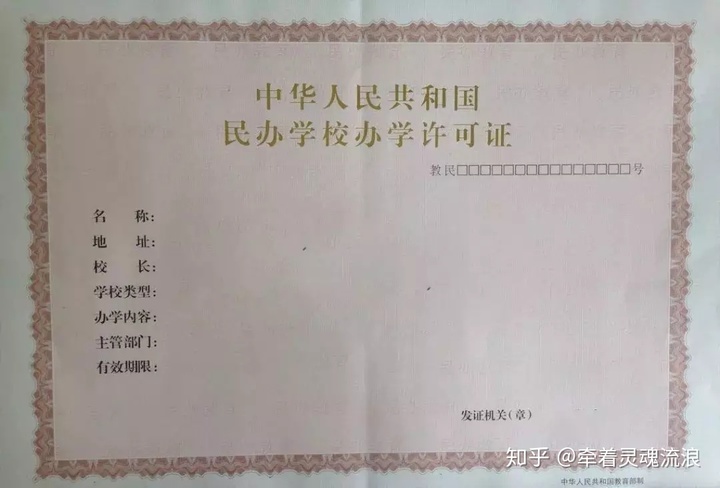 中华人民共和国
民办学校办学许可证
教民□□□□□□□□□□□□□□□号
名 称:
地 址:
校 长:
学校类型:
办学内容:
主管部门:
有效期限:
发证机关(章)
知乎 @牵着灵魂流浪
中华人民共和国教育部制